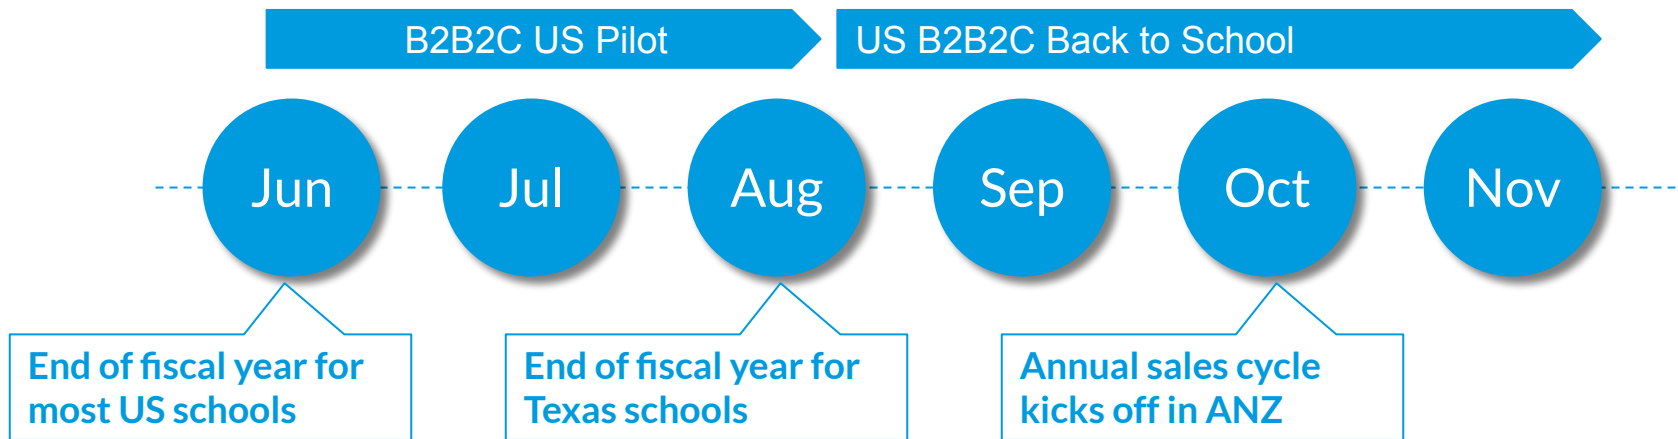 B2B2C US Pilot
US B2B2C Back to School
Jun
Jul
Aug
Sep
Oct
Nov
End of fiscal year for
most US schools
End of fiscal year for
Texas schools
Annual sales cycle
kicks off in ANZ